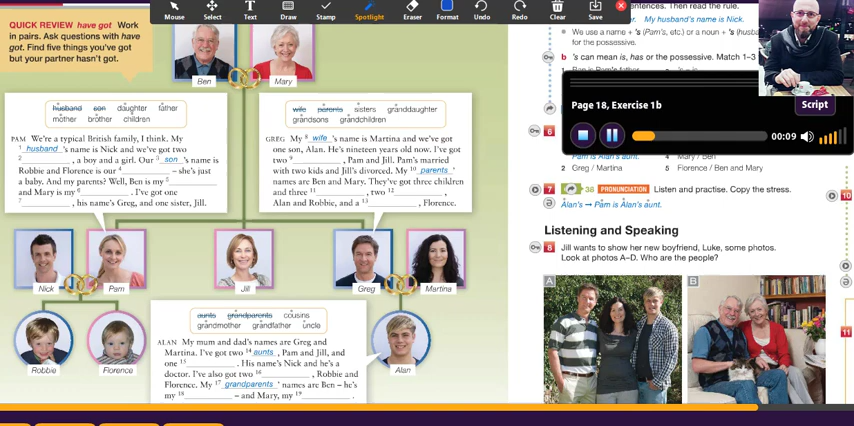 Mouse
Select
Text
Draw
Stamp
Spotlight
Eraser
Format
Undo
Redo
Clear
Save
QUICK REVIEW have got Work
in pairs. Ask questions with have
got. Find five things you've got
but your partner hasn't got.
Ben
Mary
husband son daughter father
mother brother children
PAM We're a typical British family, I think. My
1 husband 's name is Nick and we've got two
2 , a boy and a girl. Our 3 son 's name is
Robbie and Florence is our 4 – she's just
a baby. And my parents? Well, Ben is my 5
and Mary is my 6 . I've got one
7 , his name's Greg, and one sister, Jill.
wife parents sisters granddaughter
grandsons grandchildren
GREG My 8 wife 's name is Martina and we've got
one son, Alan. He's nineteen years old now. I've got
two 9 , Pam and Jill. Pam's married
with two kids and Jill's divorced. My 10 parents '
names are Ben and Mary. They've got three children
and three 11 , two 12 ,
Alan and Robbie, and a 13 , Florence.
Nick
Pam
Jill
Greg
Martina
aunts grandparents cousins
grandmother grandfather uncle
ALAN My mum and dad's names are Greg and
Martina. I've got two 14 aunts , Pam and Jill, and
one 15 . His name's Nick and he's a
doctor. I've also got two 16 , Robbie and
Florence. My 17 grandparents ' names are Ben – he's
my 18 – and Mary, my 19 .
Robbie
Florence
Alan
entences. Then read the rule.
r. My husband's name is Nick.
We use a name + 's (Pam's, etc.) or a noun + 's (husba
for the possessive.
b 's can mean is, has or the possessive. Match 1–3
Page 18, Exercise 1b
Script
00:09
6
Pam is Alan's aunt.
4 Mary / Ben
2 Greg / Martina
5 Florence / Ben and Mary
7 36 PRONUNCIATION Listen and practise. Copy the stress.
Alan's → Pam is Alan's aunt.
10
Listening and Speaking
8 Jill wants to show her new boyfriend, Luke, some photos.
Look at photos A–D. Who are the people?
A
B
11